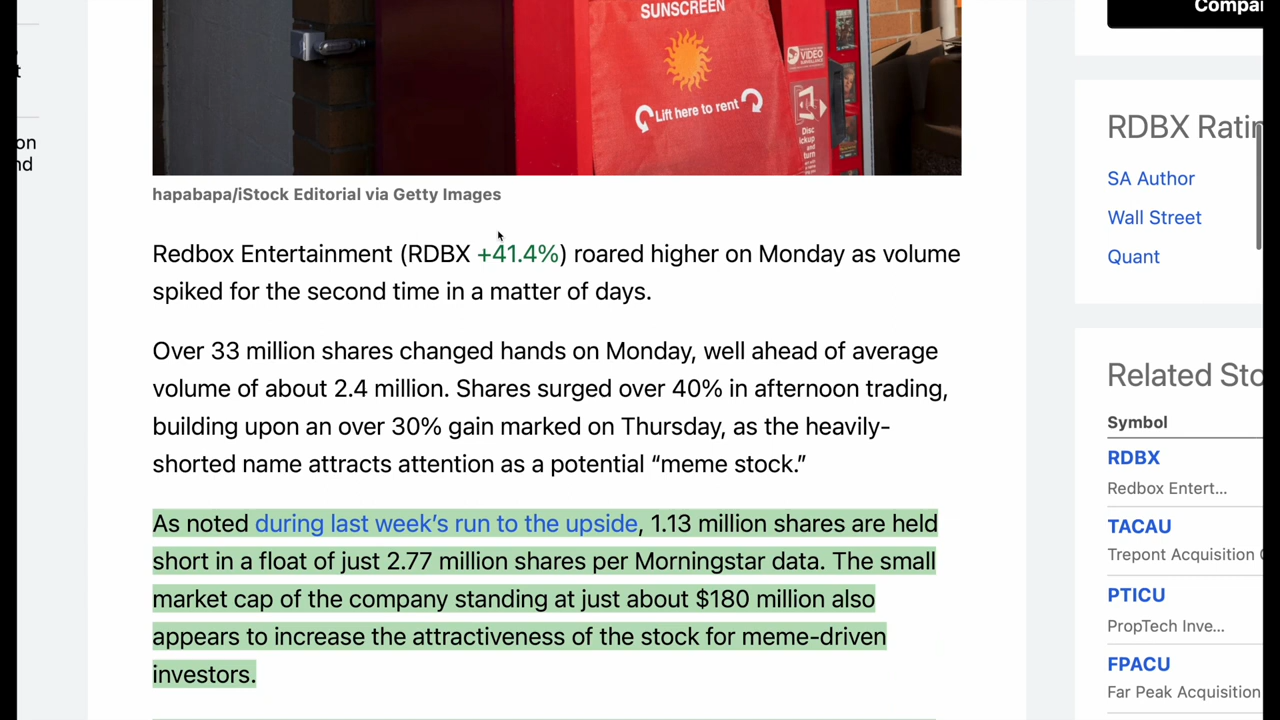 SUNSCREEN
VIDEO
Lift here to rent
Disc
pickup
and
turn
hapabapa/iStock Editorial via Getty Images
Redbox Entertainment (RDBX +41.4%) roared higher on Monday as volume
spiked for the second time in a matter of days.
Over 33 million shares changed hands on Monday, well ahead of average
volume of about 2.4 million. Shares surged over 40% in afternoon trading,
building upon an over 30% gain marked on Thursday, as the heavily-
shorted name attracts attention as a potential “meme stock.”
As noted during last week’s run to the upside, 1.13 million shares are held
short in a float of just 2.77 million shares per Morningstar data. The small
market cap of the company standing at just about $180 million also
appears to increase the attractiveness of the stock for meme-driven
investors.
t
on
nd
Compar
RDBX Ratin
SA Author
Wall Street
Quant
Related Sto
Symbol
RDBX
Redbox Entert...
TACAU
Trepont Acquisition
PTICU
PropTech Inve...
FPACU
Far Peak Acquisition